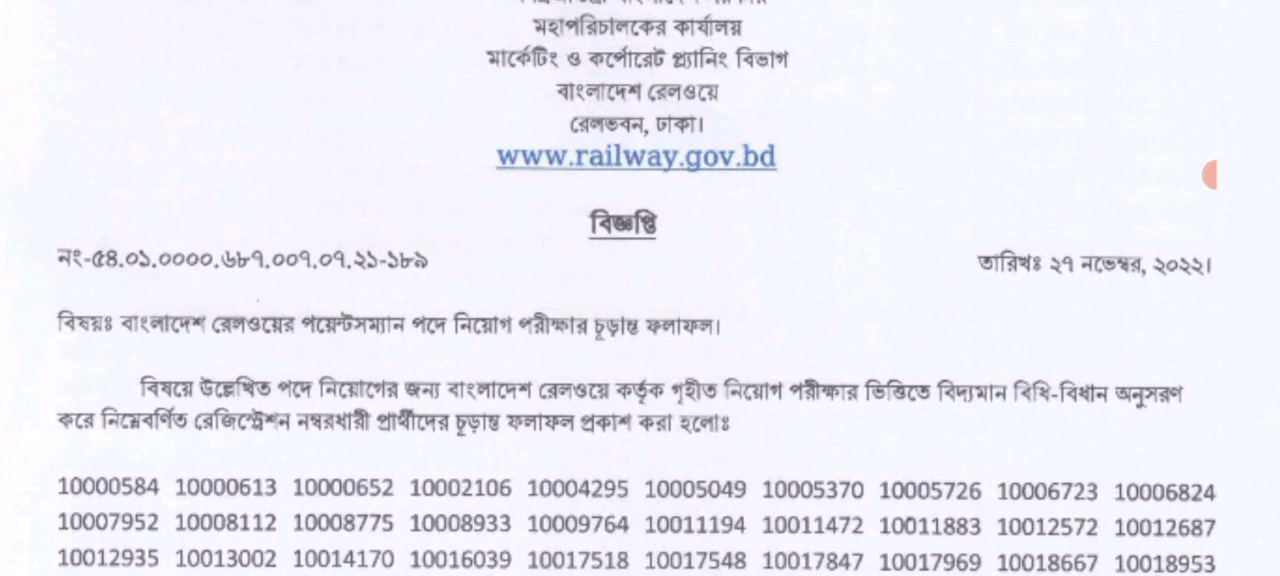 মহাপরিচালকের কার্যালয়
মার্কেটিং ও কর্পোরেট প্ল্যানিং বিভাগ
বাংলাদেশ রেলওয়ে
রেলভবন, ঢাকা।
www.railway.gov.bd
বিজ্ঞপ্তি
নং-৫৪.০১.০০০০.৬৮৭.০০৭.০৭.২১-১৮৯ তারিখঃ ২৭ নভেম্বর, ২০২২।
বিষয়ঃ বাংলাদেশ রেলওয়ের পয়েন্টসম্যান পদে নিয়োগ পরীক্ষার চূড়ান্ত ফলাফল।
বিষয়ে উল্লেখিত পদে নিয়োগের জন্য বাংলাদেশ রেলওয়ে কর্তৃক গৃহীত নিয়োগ পরীক্ষার ভিত্তিতে বিদ্যমান বিধি-বিধান অনুসরণ
করে নিম্নেবর্ণিত রেজিস্ট্রেশন নম্বরধারী প্রার্থীদের চূড়ান্ত ফলাফল প্রকাশ করা হলোঃ
10000584 10000613 10000652 10002106 10004295 10005049 10005370 10005726 10006723 10006824
10007952 10008112 10008775 10008933 10009764 10011194 10011472 10011883 10012572 10012687
10012935 10013002 10014170 10016039 10017518 10017548 10017847 10017969 10018667 10018953